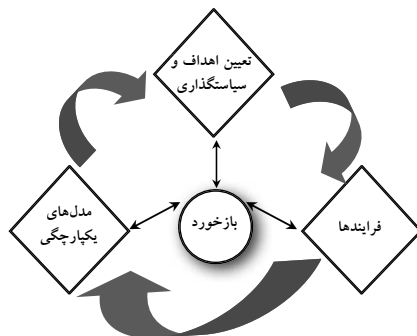 تعیین اهداف و
سیاستگذاری
مدل‌های
یکپارچگی
بازخورد
فرایندها